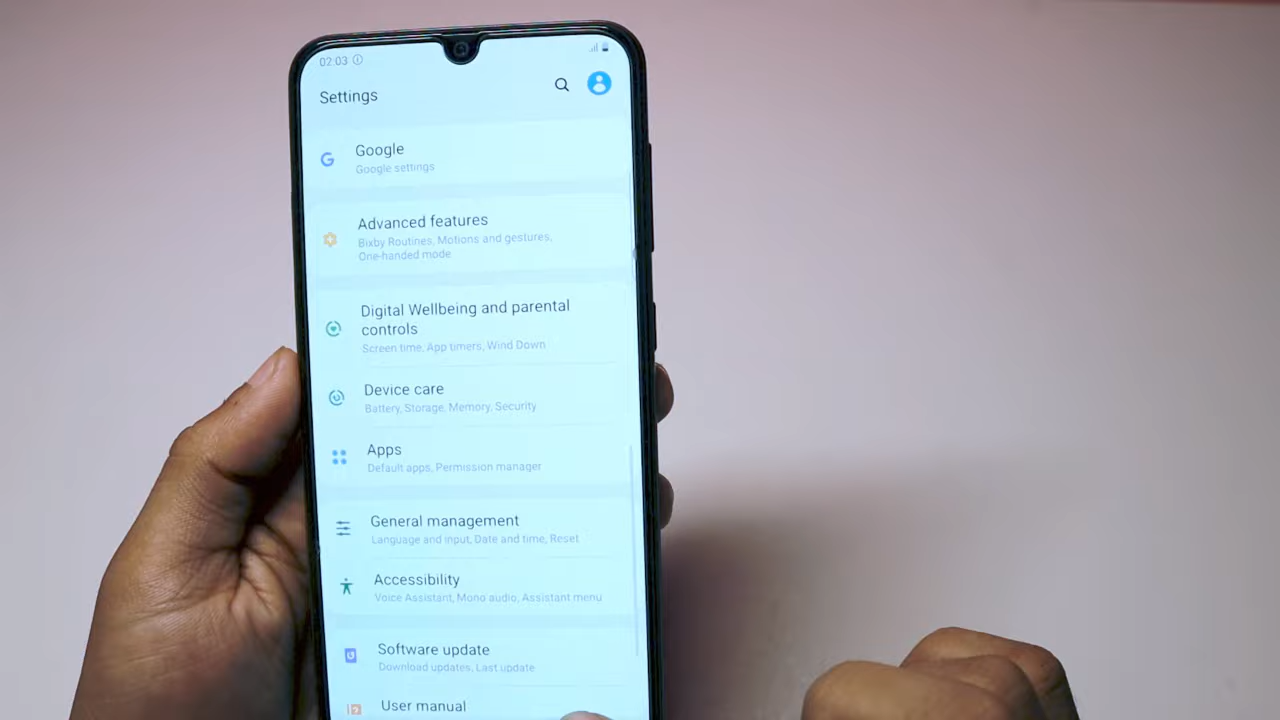 02:03
Settings
Google
Google settings
Advanced features
Bixby Routines, Motions and gestures,
One-handed mode
Digital Wellbeing and parental
controls
Screen time, App timers, Wind Down
Device care
Battery, Storage, Memory, Security
Apps
Default apps, Permission manager
General management
Language and input, Date and time, Reset
Accessibility
Voice Assistant, Mono audio, Assistant menu
Software update
Download updates, Last update
User manual